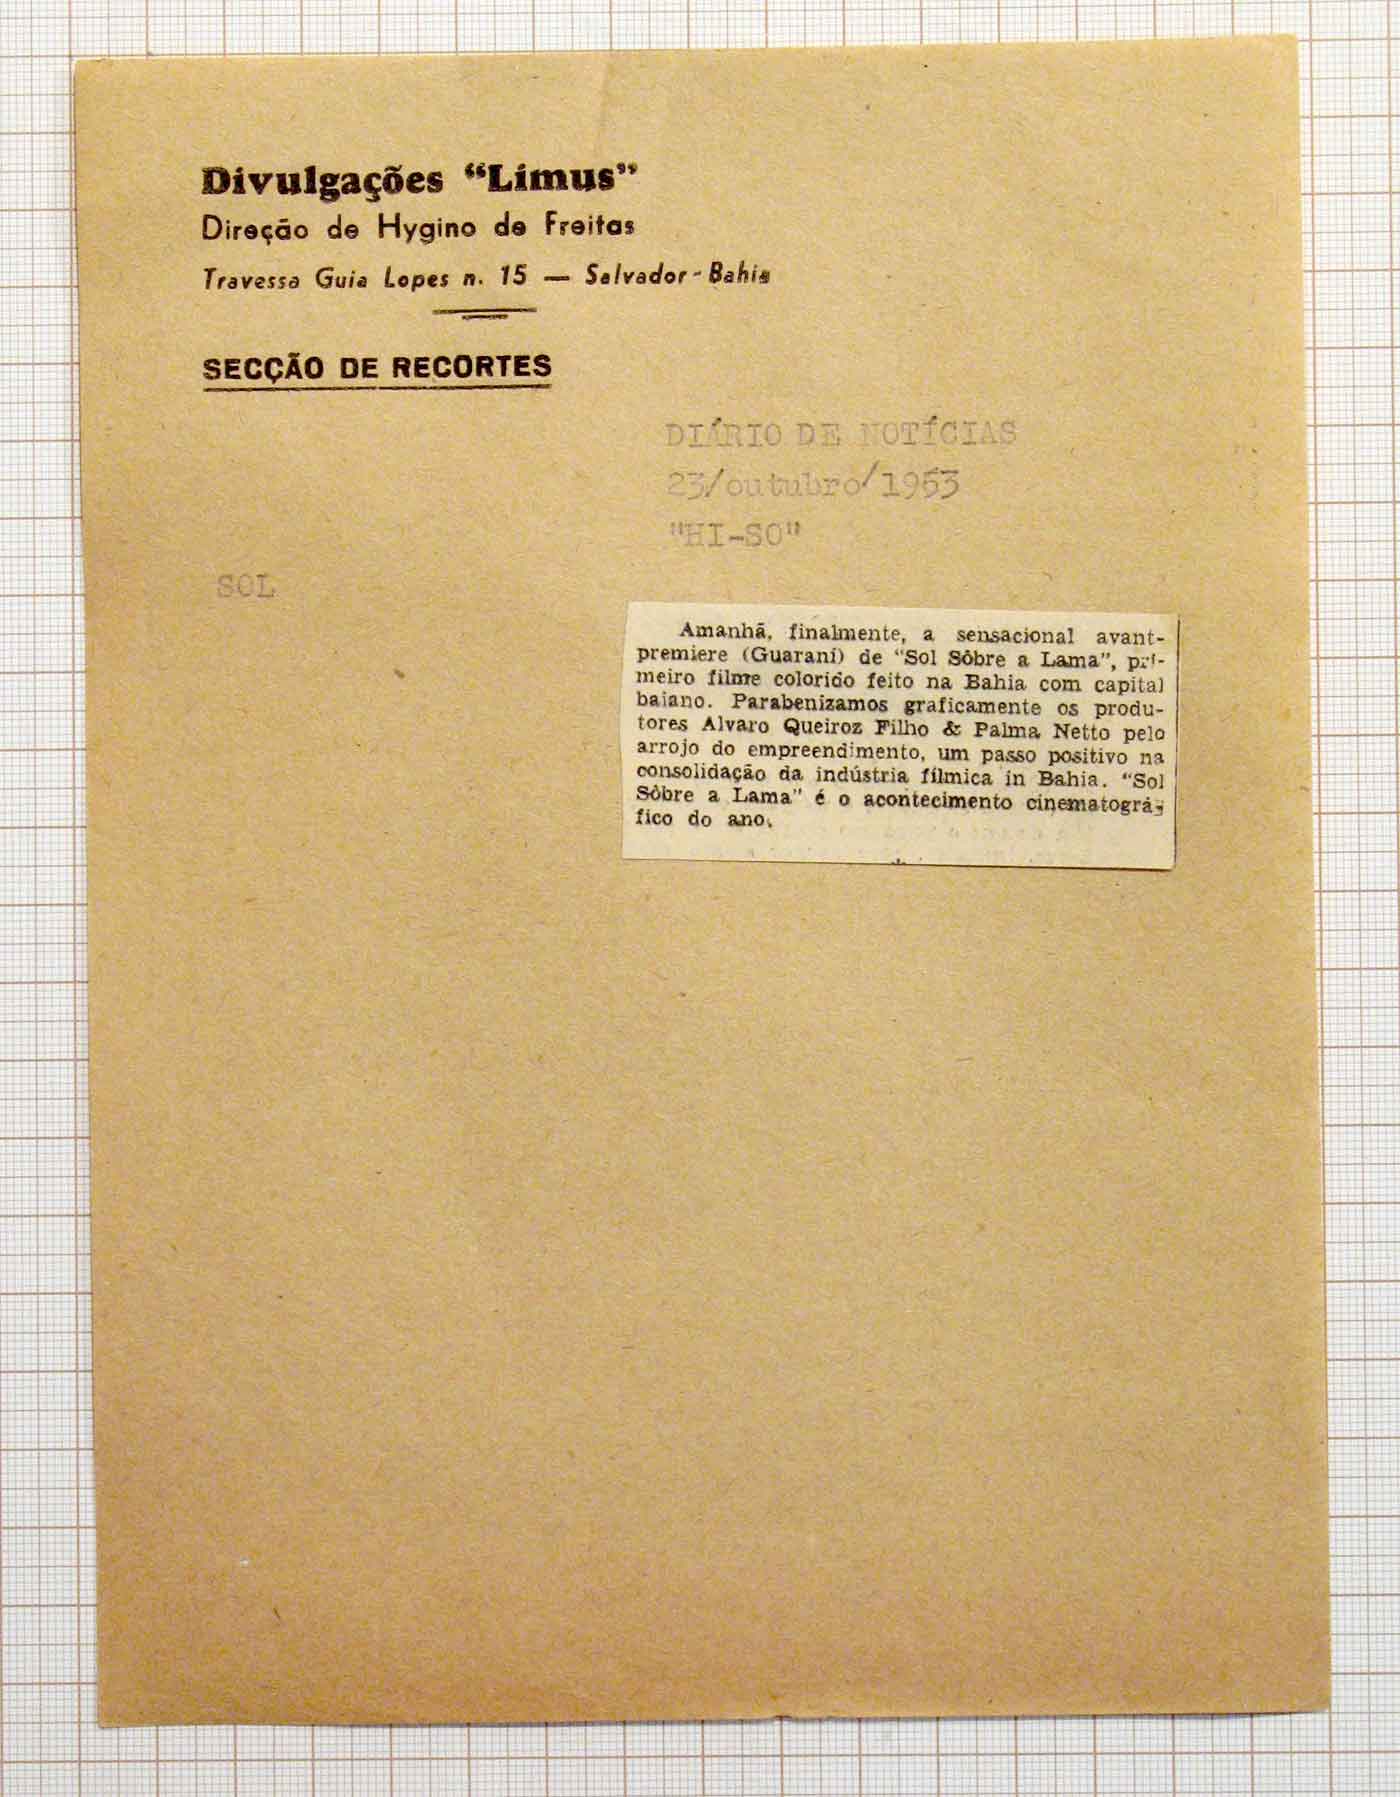 Divulgações “Limus”
Direção de Hygino de Freitas
Travessa Guia Lopes n. 15 — Salvador-Bahia
SECÇÃO DE RECORTES
DIÁRIO DE NOTÍCIAS
23/outubro/1963
"HI-SO"
SOL
Amanhã, finalmente, a sensacional avant-
premiere (Guaraní) de “Sol Sôbre a Lama”, pri-
meiro filme colorido feito na Bahia com capital
baiano. Parabenizamos graficamente os produ-
tores Alvaro Queiroz Filho & Palma Netto pelo
arrojo do empreendimento, um passo positivo na
consolidação da indústria fílmica in Bahia. “Sol
Sôbre a Lama” é o acontecimento cinematográ-
fico do ano.